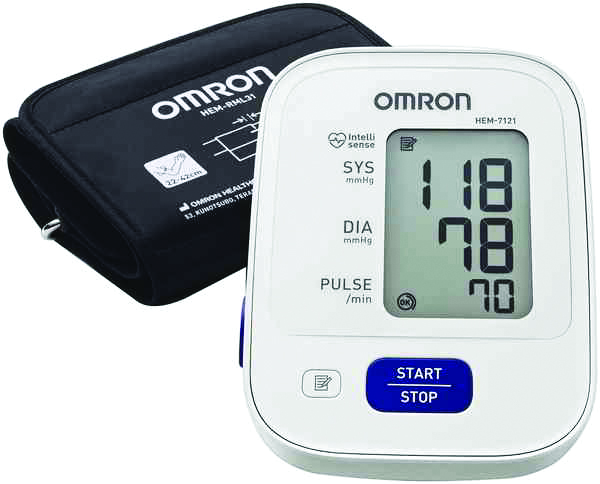 OMRON
HEM-RML31
22-42cm
OMRON HEALTHC
53, KUNOTSUBO, TERA
OMRON
HEM-7121
Intelli
sense
SYS
mmHg
118
DIA
mmHg
78
PULSE
/min
OK
70
START
STOP